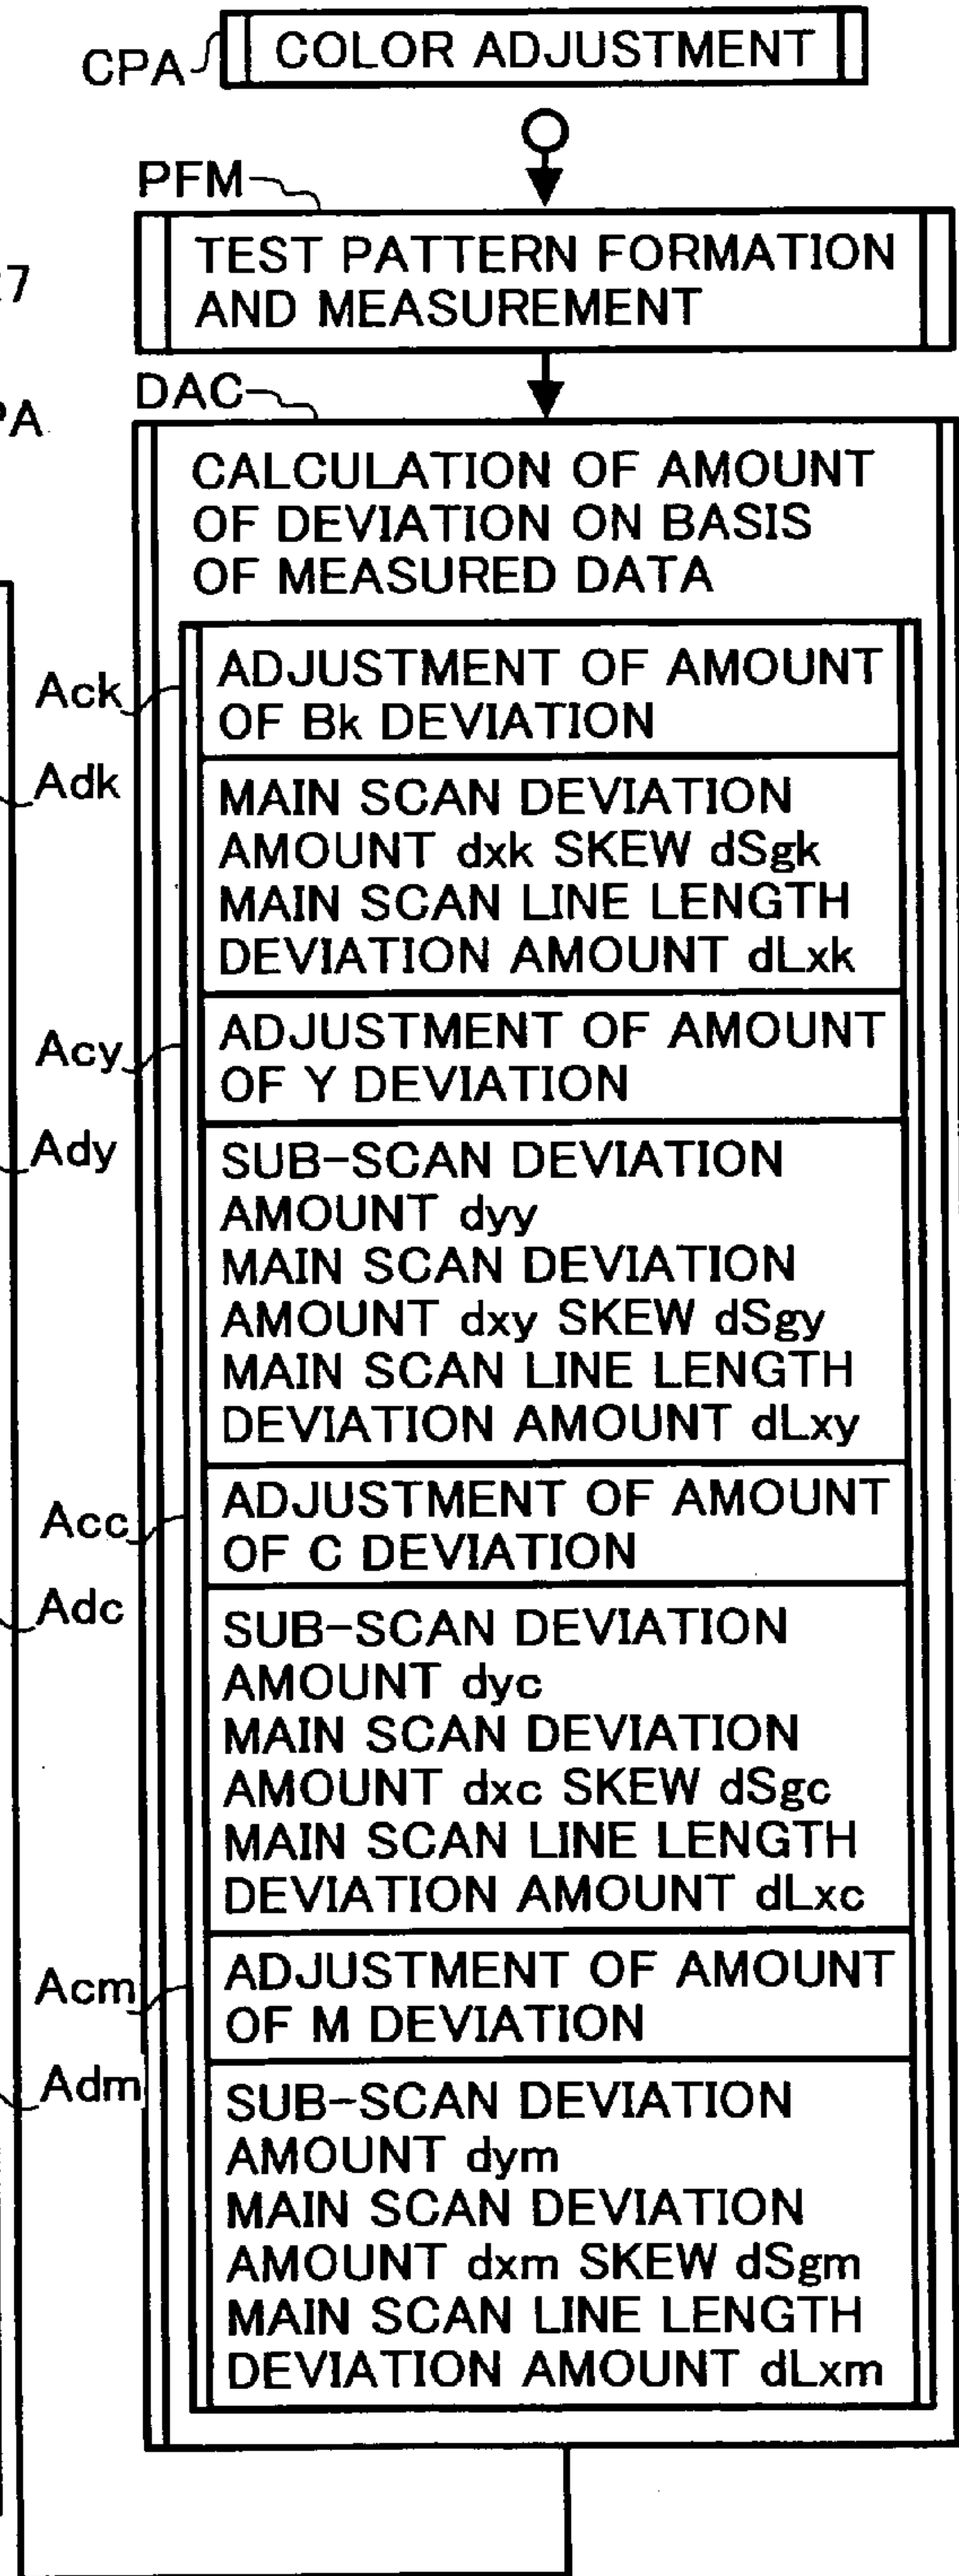 CPA COLOR ADJUSTMENT
PFM
TEST PATTERN FORMATION
AND MEASUREMENT
DAC
CALCULATION OF AMOUNT
OF DEVIATION ON BASIS
OF MEASURED DATA
Ack
ADJUSTMENT OF AMOUNT
OF Bk DEVIATION
Adk
MAIN SCAN DEVIATION
AMOUNT dxk SKEW dSgk
MAIN SCAN LINE LENGTH
DEVIATION AMOUNT dLxk
Acy
ADJUSTMENT OF AMOUNT
OF Y DEVIATION
Ady
SUB-SCAN DEVIATION
AMOUNT dyy
MAIN SCAN DEVIATION
AMOUNT dxy SKEW dSgy
MAIN SCAN LINE LENGTH
DEVIATION AMOUNT dLxy
Acc
ADJUSTMENT OF AMOUNT
OF C DEVIATION
Adc
SUB-SCAN DEVIATION
AMOUNT dyc
MAIN SCAN DEVIATION
AMOUNT dxc SKEW dSgc
MAIN SCAN LINE LENGTH
DEVIATION AMOUNT dLxc
Acm
ADJUSTMENT OF AMOUNT
OF M DEVIATION
Adm
SUB-SCAN DEVIATION
AMOUNT dym
MAIN SCAN DEVIATION
AMOUNT dxm SKEW dSgm
MAIN SCAN LINE LENGTH
DEVIATION AMOUNT dLxm